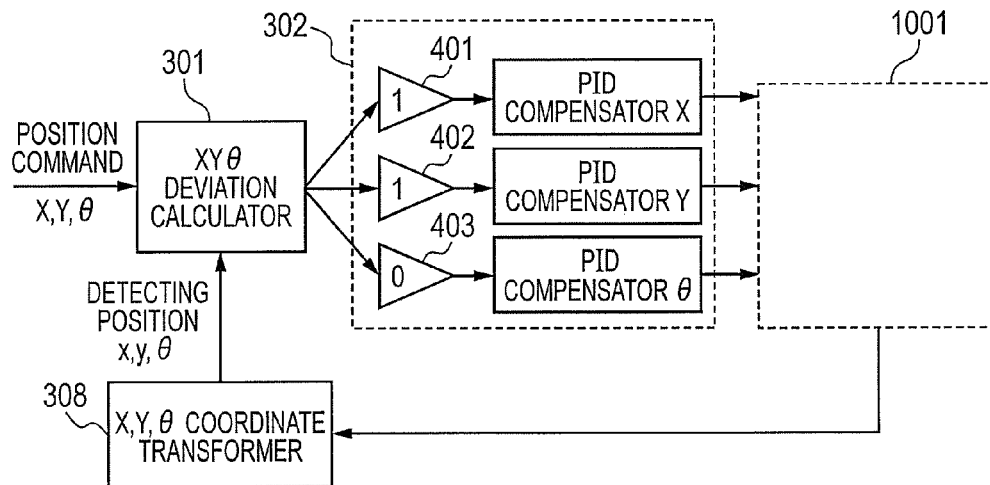 302
401
1001
301
1
PID
COMPENSATOR X
POSITION
COMMAND
X,Y,θ
XYθ
DEVIATION
CALCULATOR
402
1
PID
COMPENSATOR Y
403
0
PID
COMPENSATOR θ
DETECTING
POSITION
x,y,θ
308
X,Y,θ COORDINATE
TRANSFORMER